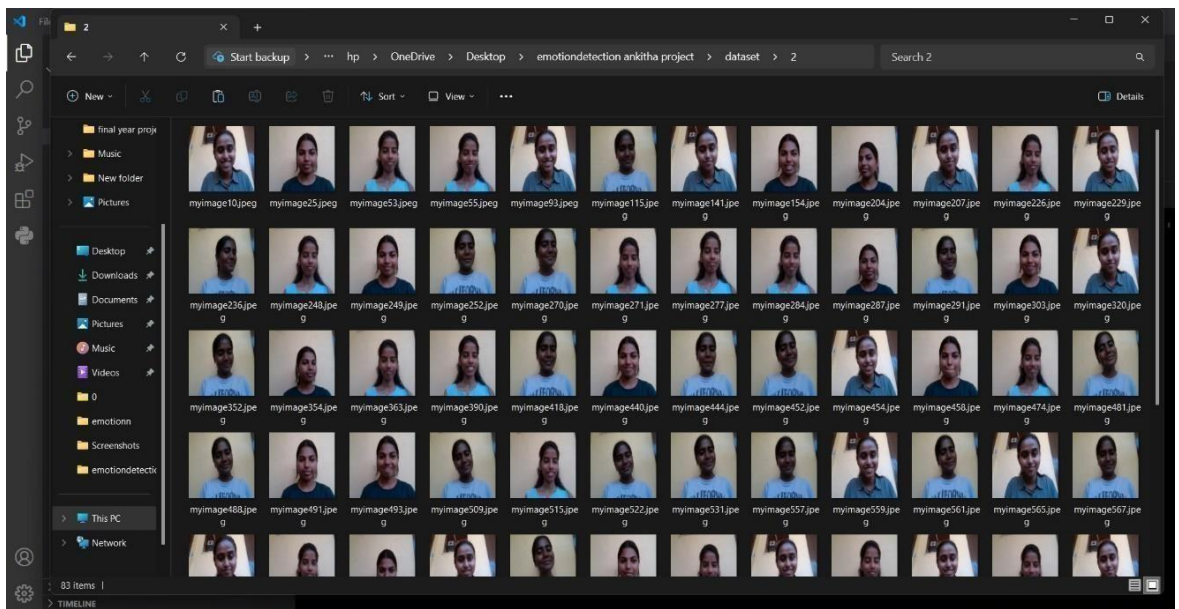 File
2
Start backup > ... hp > OneDrive > Desktop > emotiondetection ankitha project > dataset > 2
Search 2
New
Sort
View
...
Details
final year proje
Music
New folder
Pictures
Desktop
Downloads
Documents
Pictures
Music
Videos
0
emotionn
Screenshots
emotiondetectic
This PC
Network
myimage10.jpeg myimage25.jpeg myimage53.jpeg myimage55.jpeg myimage93.jpeg myimage115.jpe myimage141.jpe myimage154.jpe myimage204.jpe myimage207.jpe myimage226.jpe myimage229.jpe
g g g g g g g
myimage236.jpe myimage248.jpe myimage249.jpe myimage252.jpe myimage270.jpe myimage271.jpe myimage277.jpe myimage284.jpe myimage287.jpe myimage291.jpe myimage303.jpe myimage320.jpe
g g g g g g g g g g g g
myimage352.jpe myimage354.jpe myimage363.jpe myimage390.jpe myimage418.jpe myimage440.jpe myimage444.jpe myimage452.jpe myimage454.jpe myimage458.jpe myimage474.jpe myimage481.jpe
g g g g g g g g g g g g
myimage488.jpe myimage491.jpe myimage493.jpe myimage509.jpe myimage515.jpe myimage522.jpe myimage531.jpe myimage557.jpe myimage559.jpe myimage561.jpe myimage565.jpe myimage567.jpe
g g g g g g g g g g g g
83 items
> TIMELINE